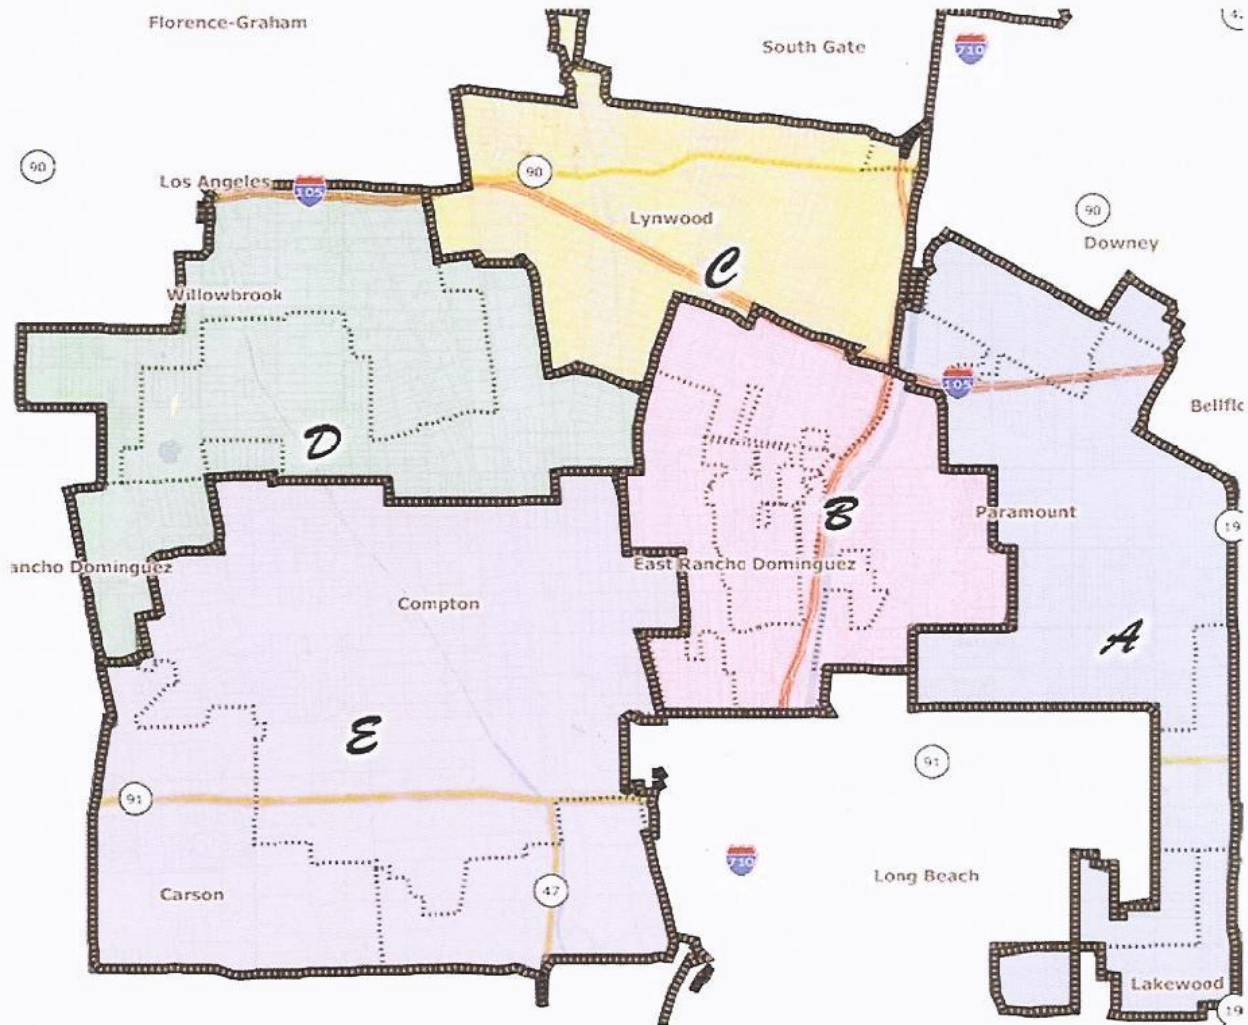 Florence-Graham
South Gate
710
90
90
Los Angeles
105
Lynwood
90
Downey
C
Willowbrook
105
D
B
Paramount
ancho Dominguez
East Rancho Dominguez
Compton
A
E
91
91
710
Long Beach
Carson
47
Lakewood
19
19